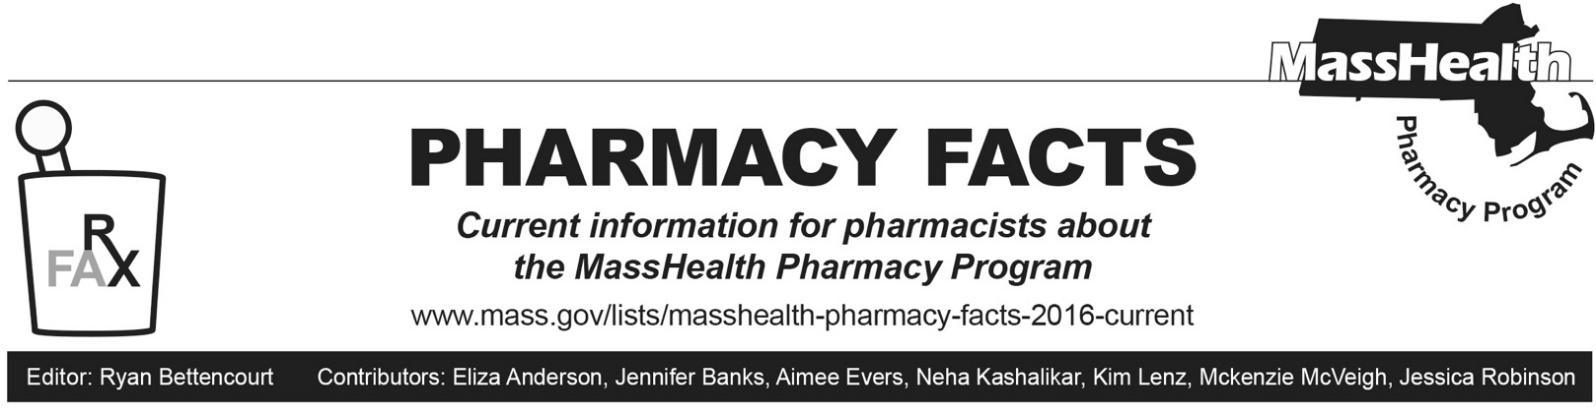 MassHealth
Pharmacy Program
PHARMACY FACTS
Current information for pharmacists about
the MassHealth Pharmacy Program
www.mass.gov/lists/masshealth-pharmacy-facts-2016-current
R
FAX
Editor: Ryan Bettencourt Contributors: Eliza Anderson, Jennifer Banks, Aimee Evers, Neha Kashalikar, Kim Lenz, Mckenzie McVeigh, Jessica Robinson